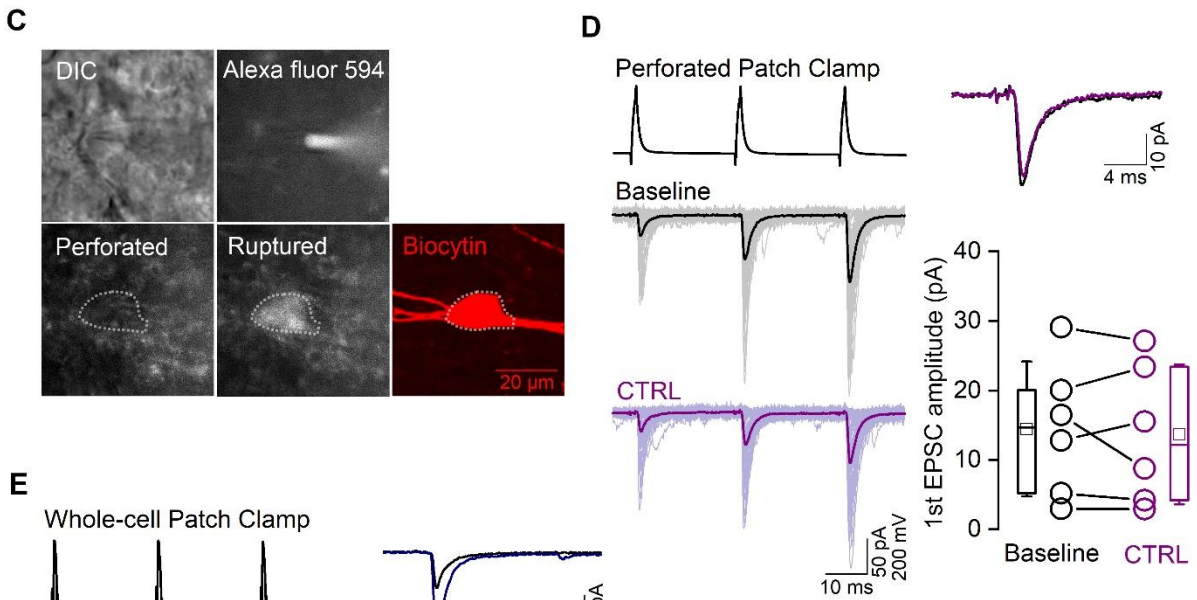 C
DIC
Alexa fluor 594
Perforated
Ruptured
Biocytin
20 µm
D
Perforated Patch Clamp
10 pA
4 ms
Baseline
CTRL
50 pA
200 mV
10 ms
1st EPSC amplitude (pA)
40
30
20
10
0
Baseline
CTRL
E
Whole-cell Patch Clamp